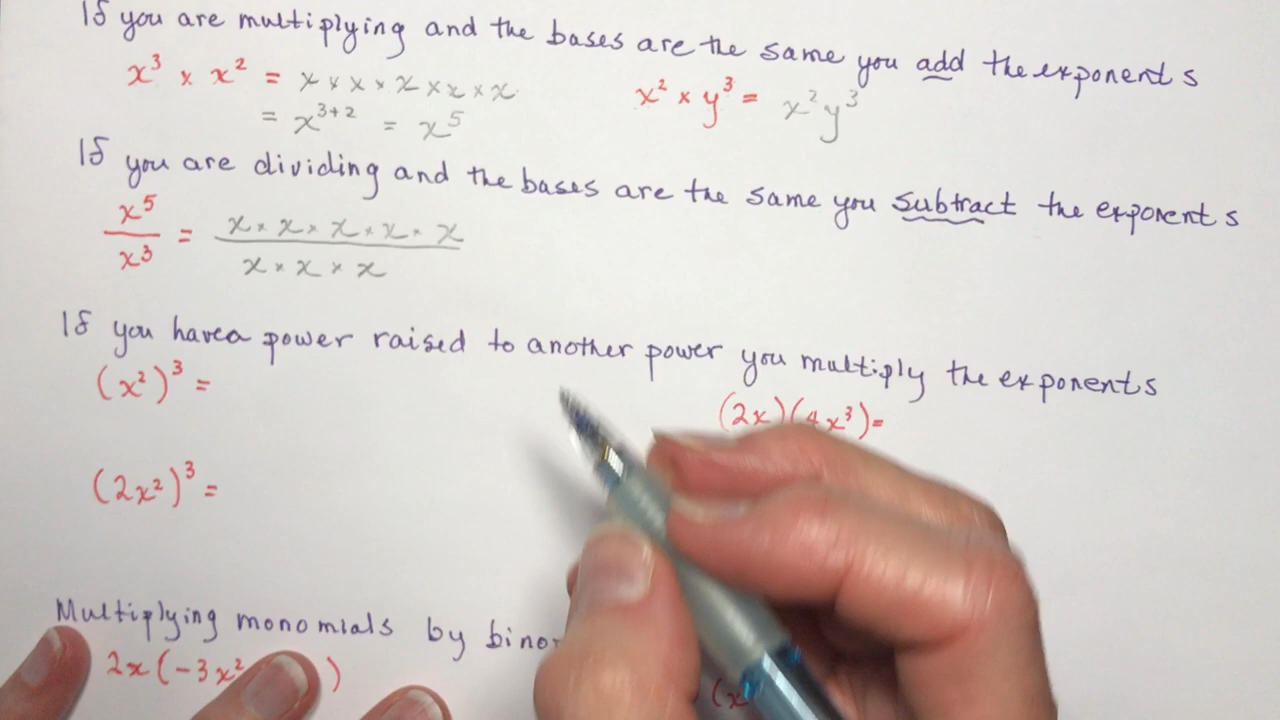 If you are multiplying and the bases are the same you add the exponents
x³ × x² = x × x × x × x × x
= x³⁺² = x⁵
x² × y³ = x² y³
If you are dividing and the bases are the same you subtract the exponents
x⁵/x³ = x × x × x × x × x / x × x × x
If you have a power raised to another power you multiply the exponents
(x²)³ =
(2x)(4x³) =
(2x²)³ =
Multiplying monomials by
2x(-3x² )
(x